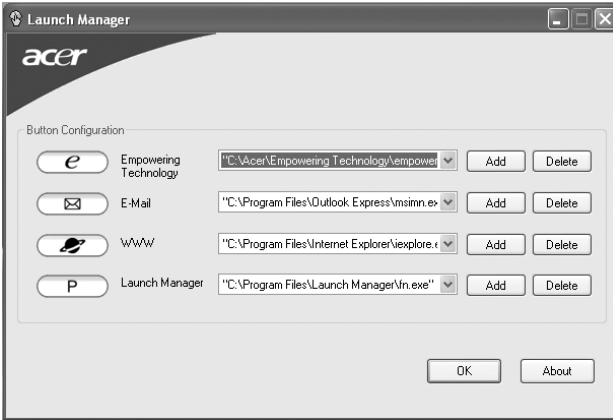 Launch Manager
acer
Button Configuration
e Empowering Technology "C:\Acer\Empowering Technology\empower Add Delete
E-Mail "C:\Program Files\Outlook Express\msimn.ex Add Delete
WWW "C:\Program Files\Internet Explorer\iexplore.e Add Delete
P Launch Manager "C:\Program Files\Launch Manager\fn.exe" Add Delete
OK About